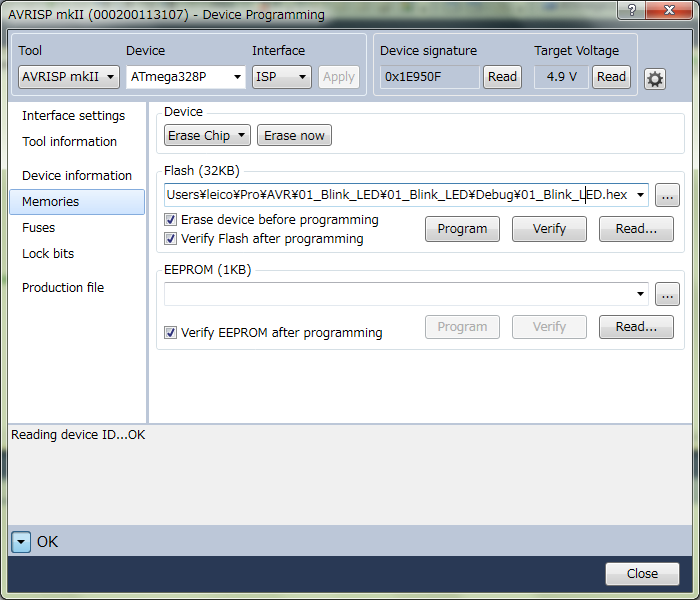 AVRISP mkII (000200113107) - Device Programming
Tool Device Interface Device signature Target Voltage
AVRISP mkII ATmega328P ISP Apply 0x1E950F Read 4.9 V Read
Interface settings
Tool information
Device information
Memories
Fuses
Lock bits
Production file
Device
Erase Chip Erase now
Flash (32KB)
Users¥leico¥Pro¥AVR¥01_Blink_LED¥01_Blink_LED¥Debug¥01_Blink_LED.hex ...
Erase device before programming
Verify Flash after programming
Program Verify Read...
EEPROM (1KB)
...
Verify EEPROM after programming
Program Verify Read...
Reading device ID...OK
OK
Close